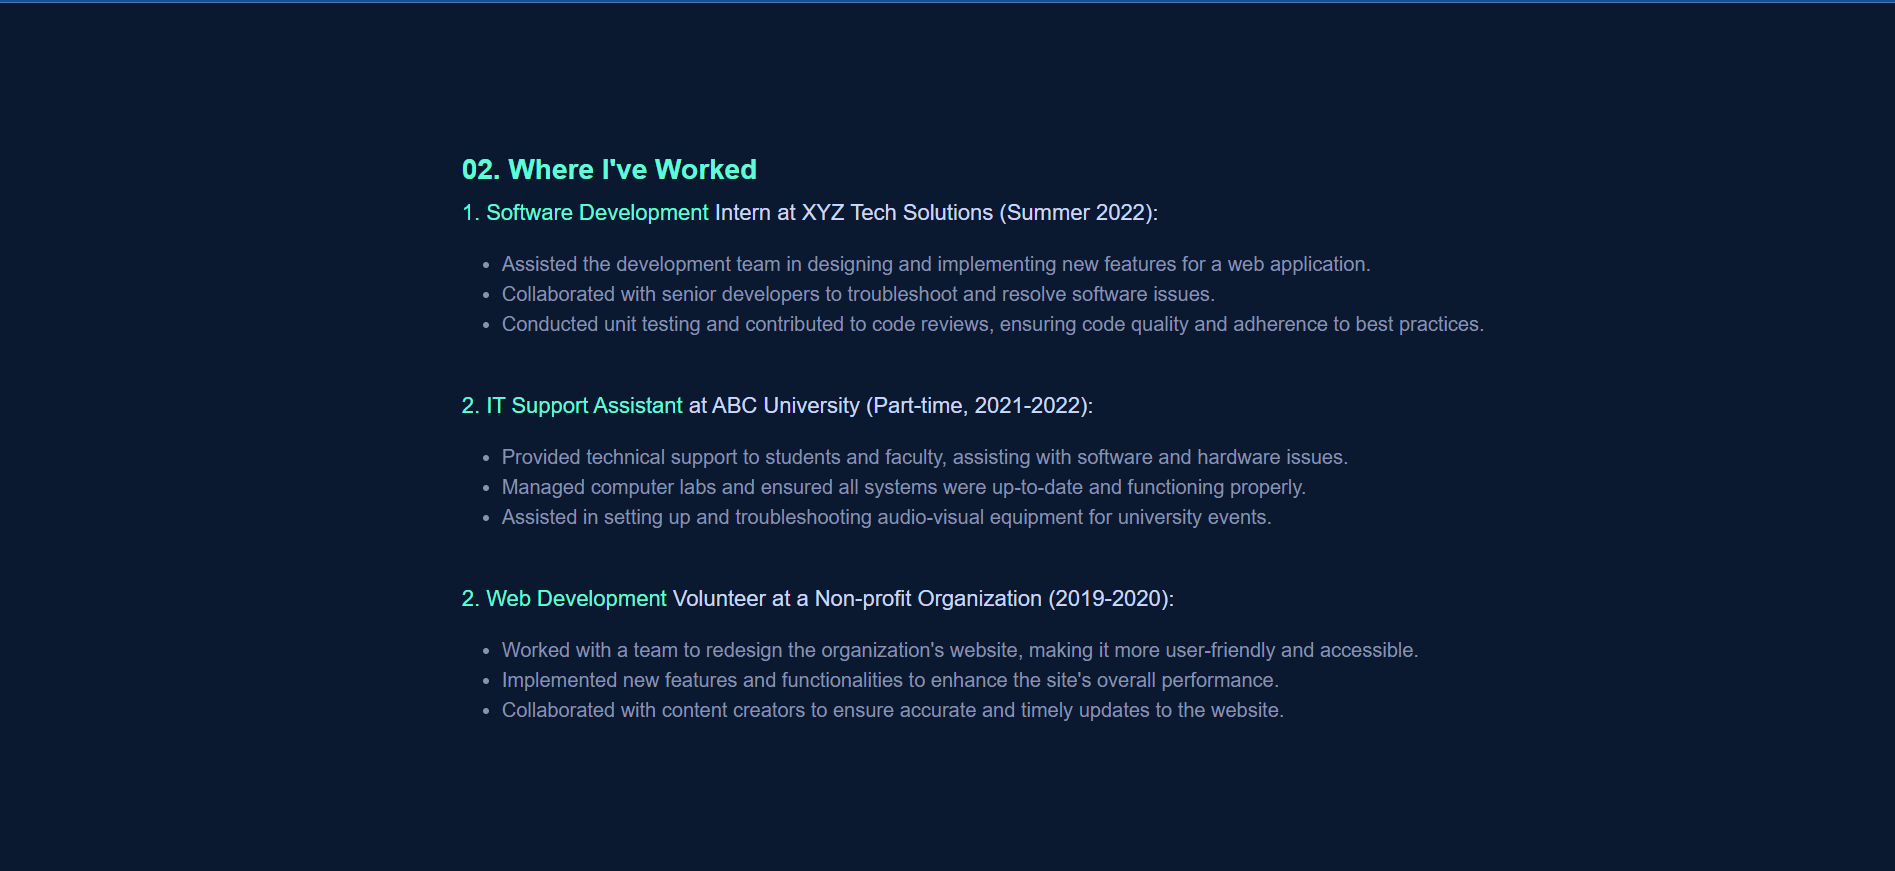 02. Where I've Worked
1. Software Development Intern at XYZ Tech Solutions (Summer 2022):
• Assisted the development team in designing and implementing new features for a web application.
• Collaborated with senior developers to troubleshoot and resolve software issues.
• Conducted unit testing and contributed to code reviews, ensuring code quality and adherence to best practices.
2. IT Support Assistant at ABC University (Part-time, 2021-2022):
• Provided technical support to students and faculty, assisting with software and hardware issues.
• Managed computer labs and ensured all systems were up-to-date and functioning properly.
• Assisted in setting up and troubleshooting audio-visual equipment for university events.
2. Web Development Volunteer at a Non-profit Organization (2019-2020):
• Worked with a team to redesign the organization's website, making it more user-friendly and accessible.
• Implemented new features and functionalities to enhance the site's overall performance.
• Collaborated with content creators to ensure accurate and timely updates to the website.